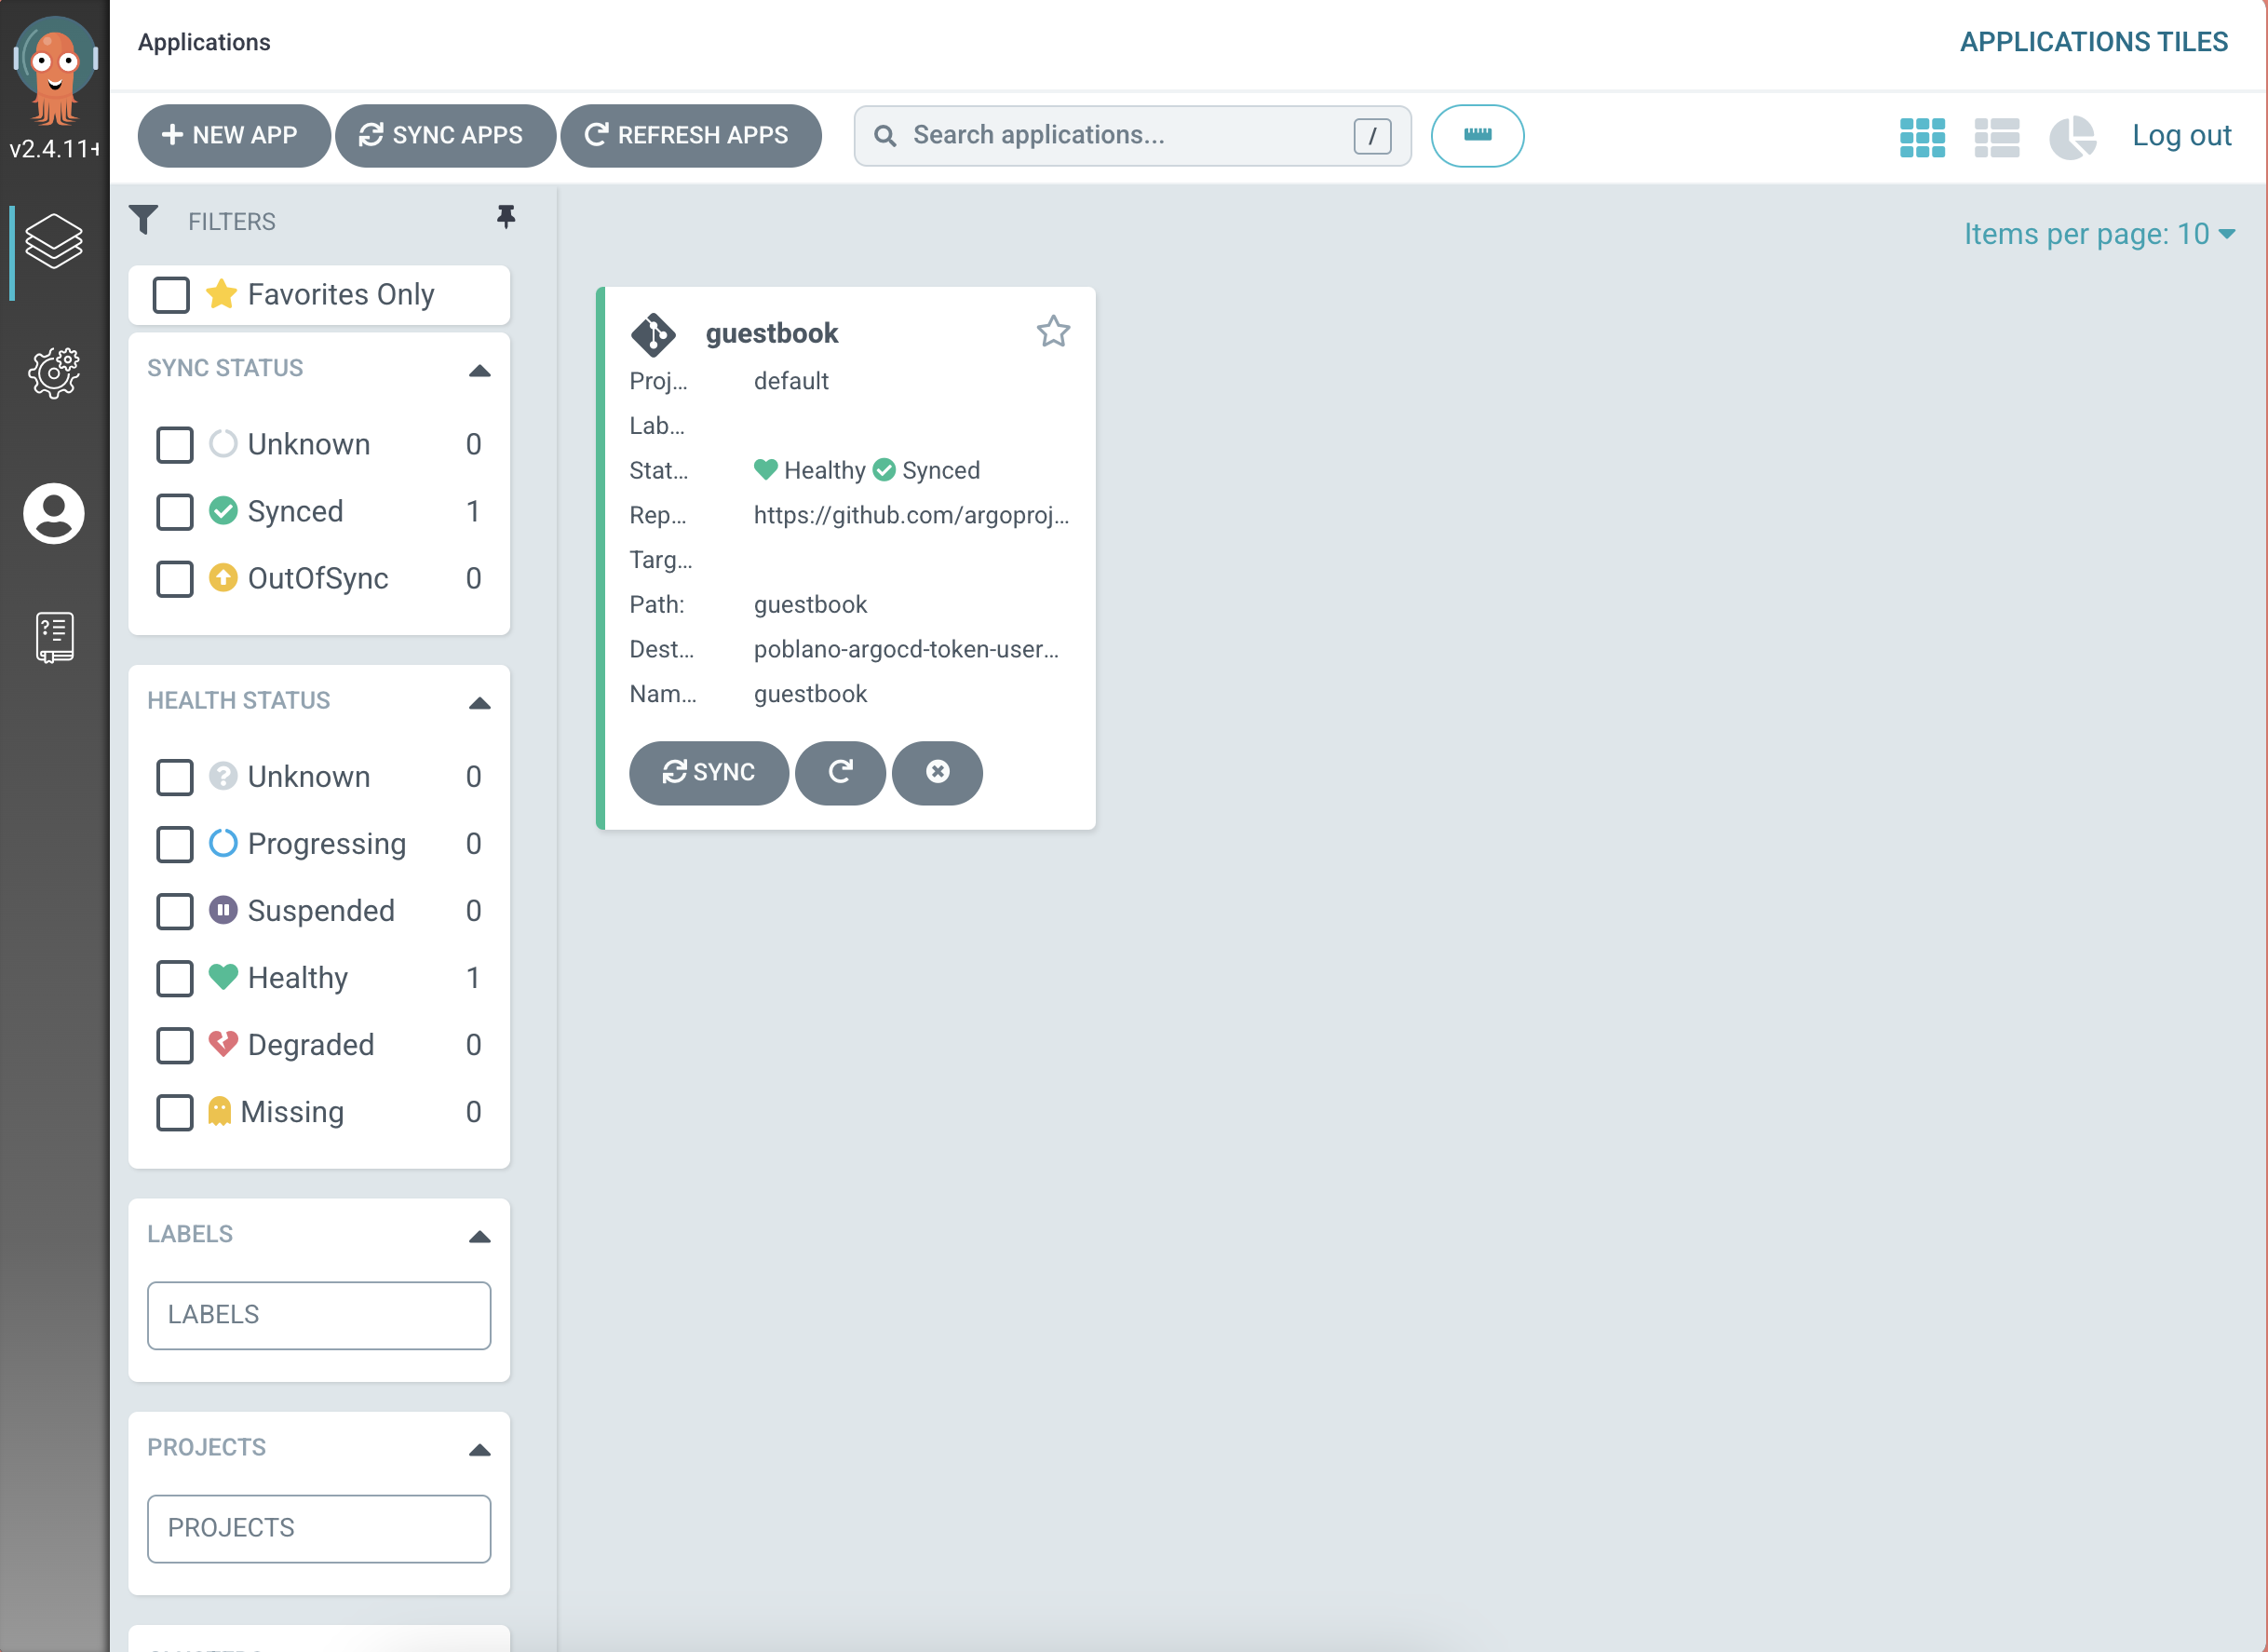 Applications
APPLICATIONS TILES
v2.4.11+
NEW APP
SYNC APPS
REFRESH APPS
Search applications...
/
Log out
FILTERS
Items per page: 10
Favorites Only
SYNC STATUS
Unknown 0
Synced 1
OutOfSync 0
HEALTH STATUS
Unknown 0
Progressing 0
Suspended 0
Healthy 1
Degraded 0
Missing 0
LABELS
LABELS
PROJECTS
PROJECTS
guestbook
Proj... default
Lab...
Stat... Healthy Synced
Rep... https://github.com/argoproj...
Targ...
Path: guestbook
Dest... poblano-argocd-token-user...
Nam... guestbook
SYNC